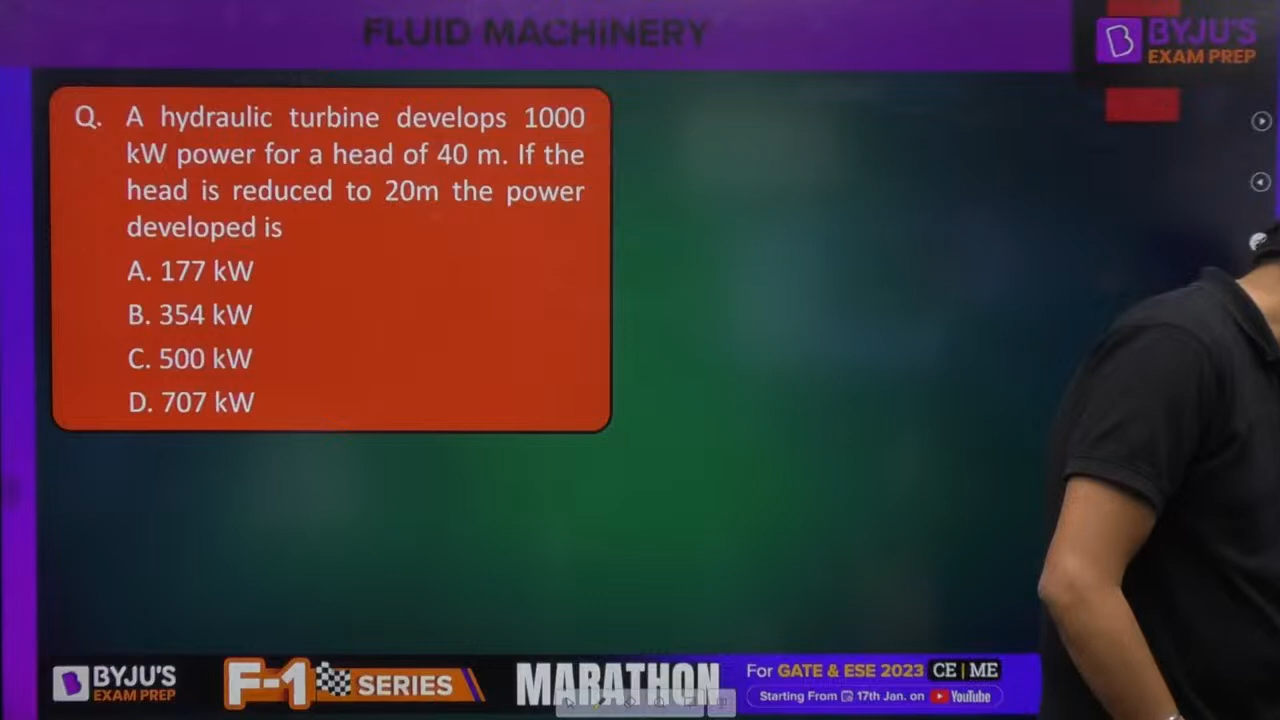 FLUID MACHINERY
BYJU'S
EXAM PREP
Q. A hydraulic turbine develops 1000
kW power for a head of 40 m. If the
head is reduced to 20m the power
developed is
A. 177 kW
B. 354 kW
C. 500 kW
D. 707 kW
BYJU'S
EXAM PREP
F-1 SERIES
MARATHON
For GATE & ESE 2023 CE | ME
Starting From 17th Jan. on YouTube